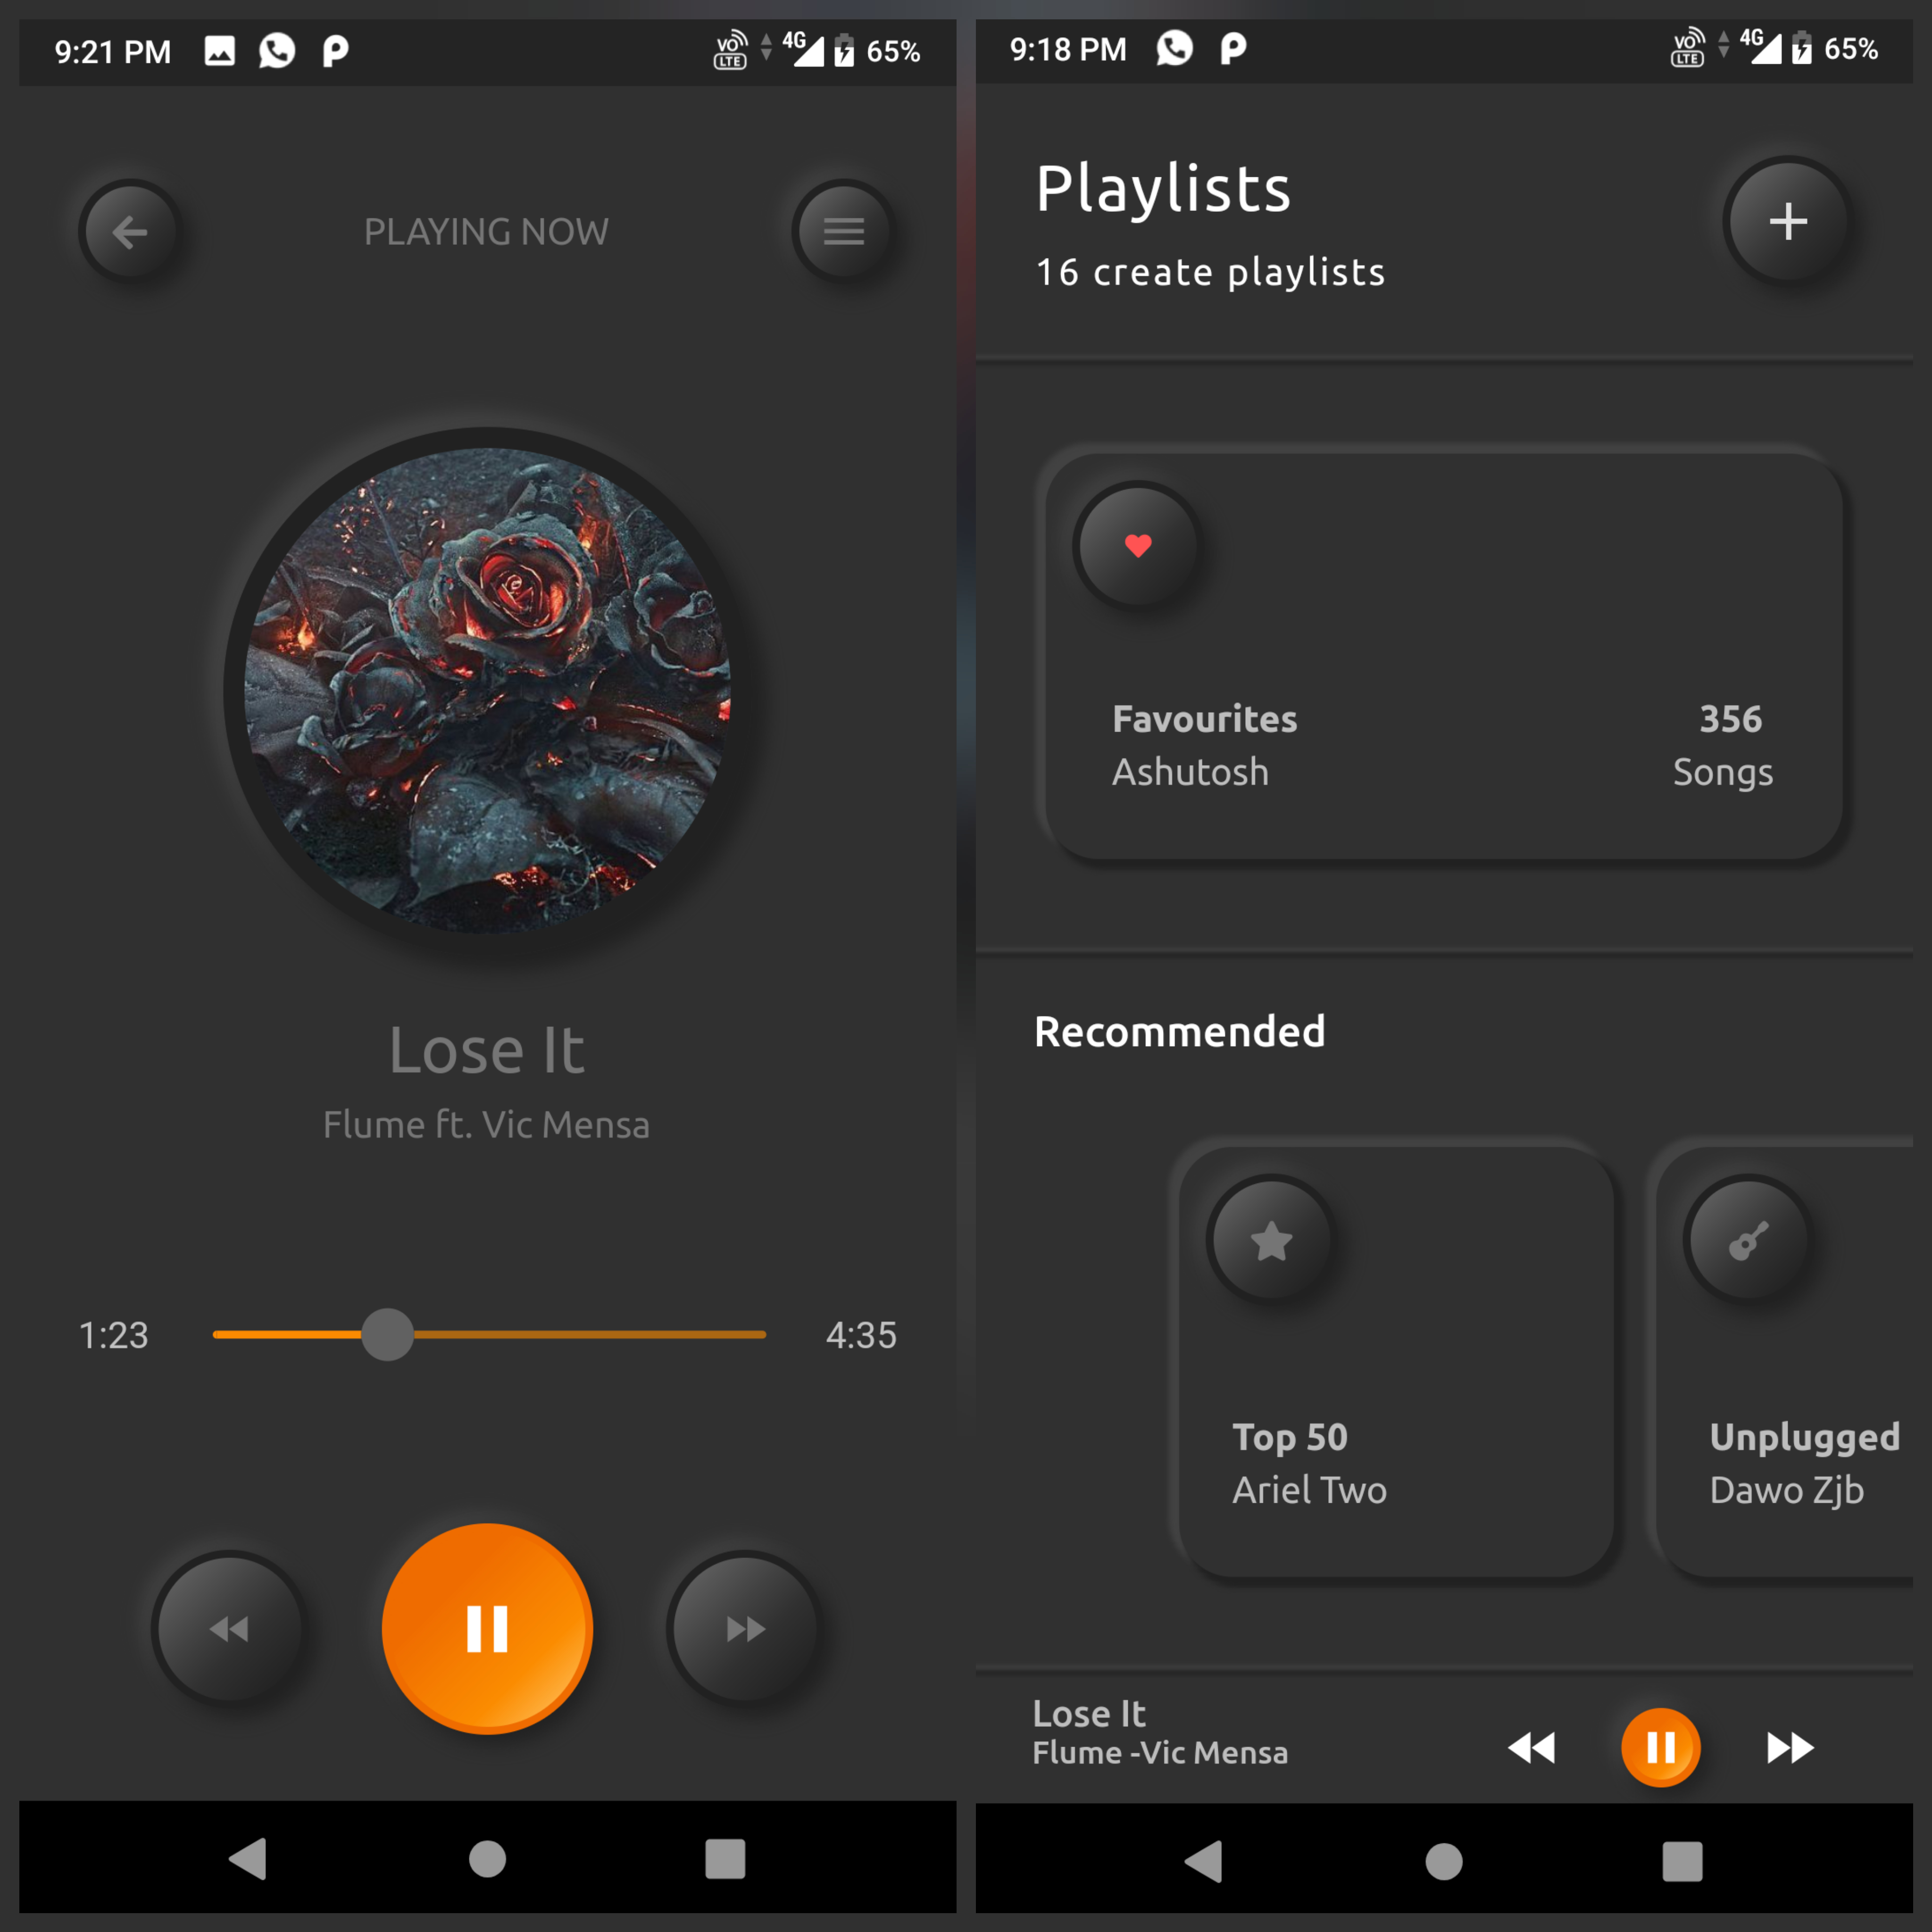 9:21 PM
VO LTE 4G 65%
PLAYING NOW
Lose It
Flume ft. Vic Mensa
1:23
4:35
9:18 PM
VO LTE 4G 65%
Playlists
16 create playlists
Favourites
356
Ashutosh
Songs
Recommended
Top 50
Ariel Two
Unplugged
Dawo Zjb
Lose It
Flume -Vic Mensa